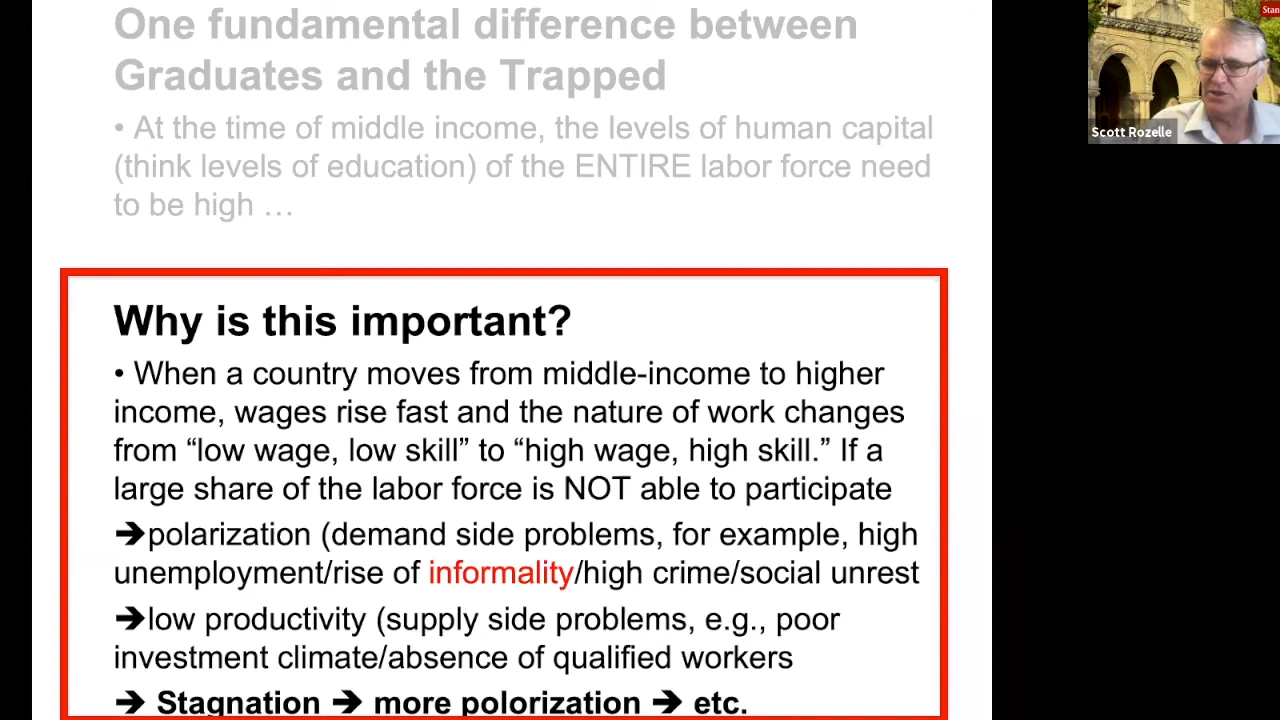 One fundamental difference between
Graduates and the Trapped
• At the time of middle income, the levels of human capital
(think levels of education) of the ENTIRE labor force need
to be high …
Stan
Scott Rozelle
Why is this important?
• When a country moves from middle-income to higher
income, wages rise fast and the nature of work changes
from “low wage, low skill” to “high wage, high skill.” If a
large share of the labor force is NOT able to participate
➔polarization (demand side problems, for example, high
unemployment/rise of informality/high crime/social unrest
➔low productivity (supply side problems, e.g., poor
investment climate/absence of qualified workers
➔ Stagnation ➔ more polorization ➔ etc.